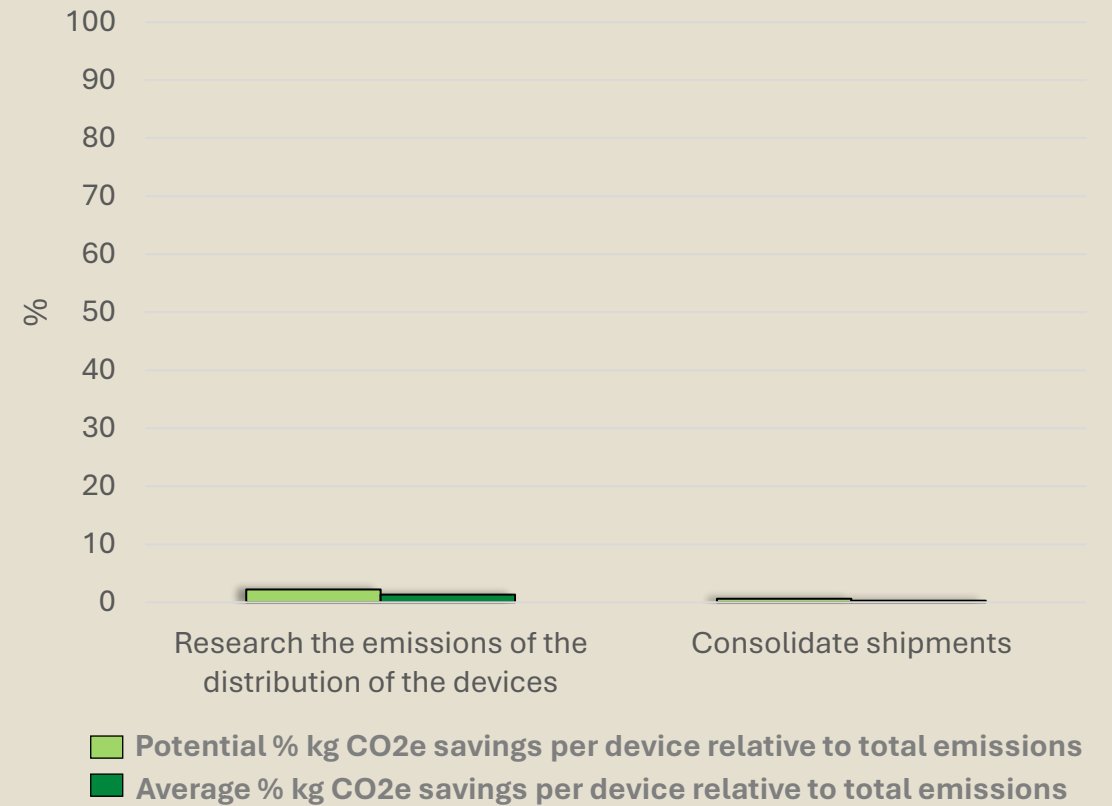 100
90
80
70
60
50
40
30
20
10
0
%
Research the emissions of the
distribution of the devices
Consolidate shipments
Potential % kg CO2e savings per device relative to total emissions
Average % kg CO2e savings per device relative to total emissions